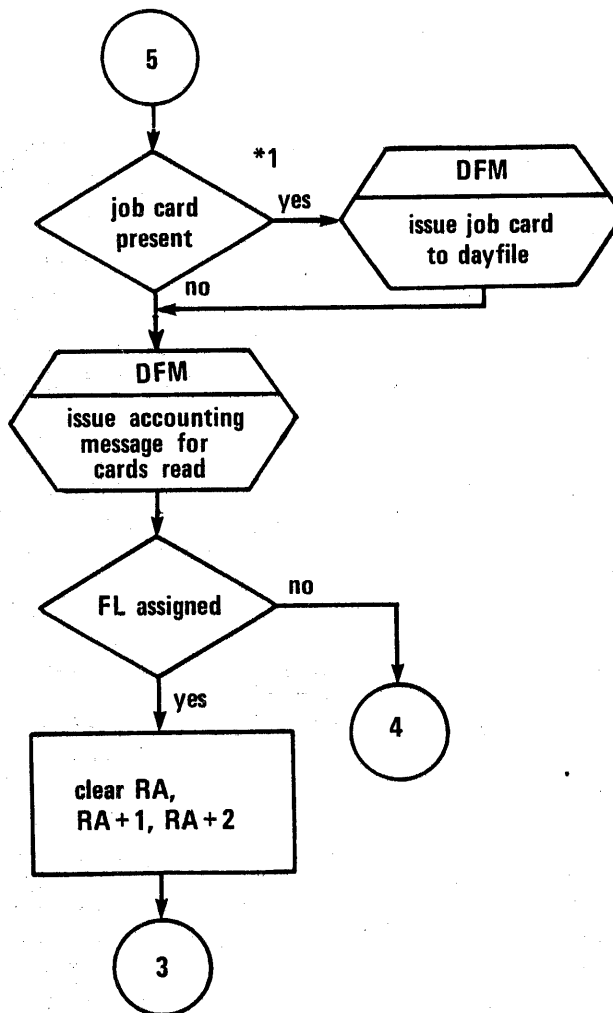 5
*1
job card
present
yes
DFM
issue job card
to dayfile
no
DFM
issue accounting
message for
cards read
FL assigned
no
yes
4
clear RA,
RA+1, RA+2
3